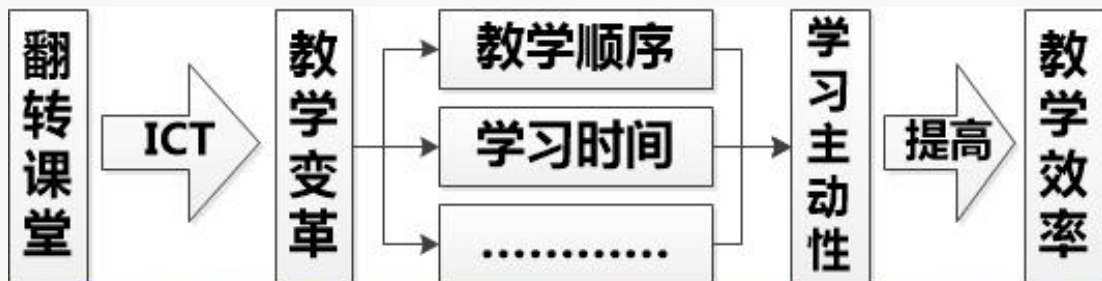 翻转课堂
ICT
教学变革
教学顺序
学习时间
............
学习主动性
提高
教学效率